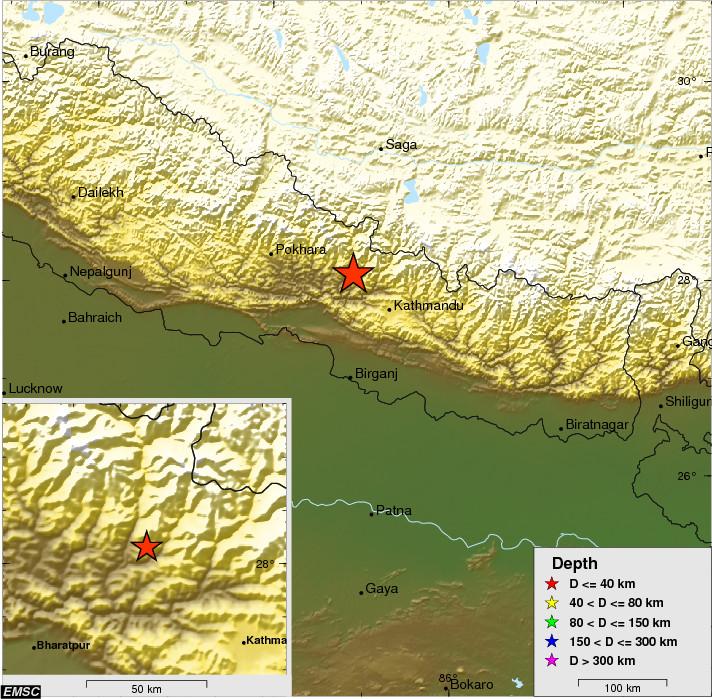 Burang
30°
Saga
Dailekh
Pokhara
Nepalgunj
28°
Kathmandu
Bahraich
Gang
Birganj
Lucknow
Shiligur
Biratnagar
26°
Patna
Gaya
86°
Bokaro
28°
Bharatpur
Kathma
50 km
EMSC
Depth
D <= 40 km
40 < D <= 80 km
80 < D <= 150 km
150 < D <= 300 km
D > 300 km
100 km